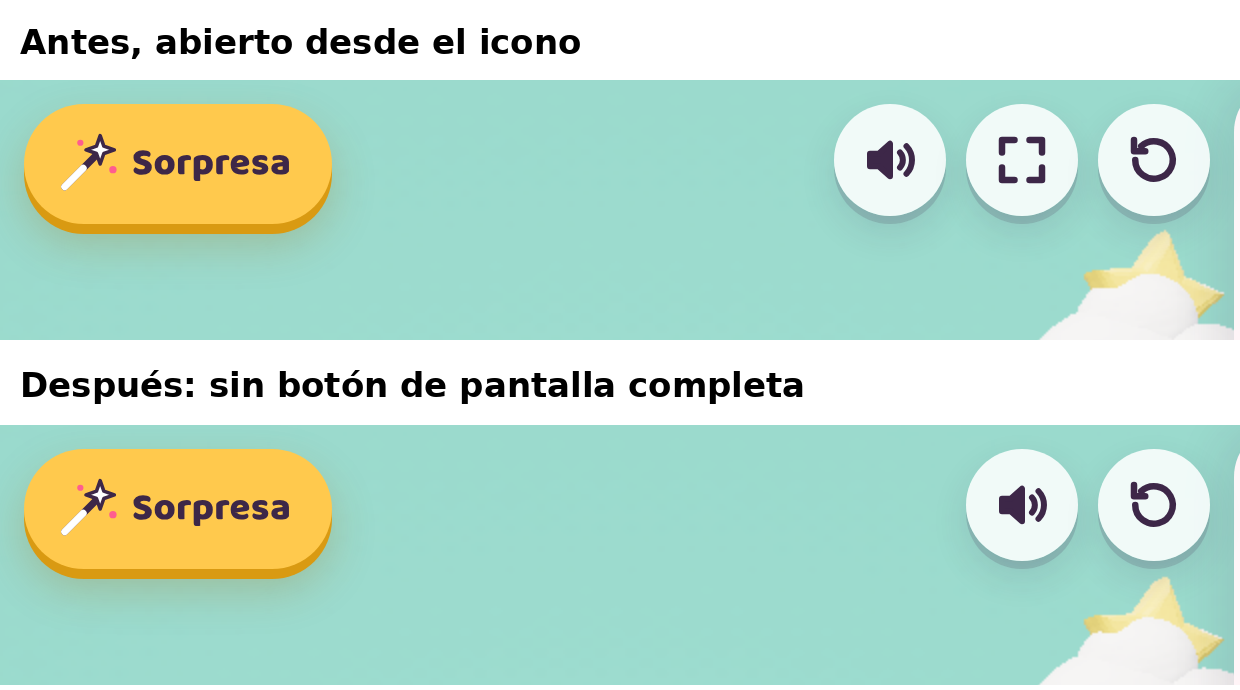 Antes, abierto desde el icono
Sorpresa
Después: sin botón de pantalla completa
Sorpresa